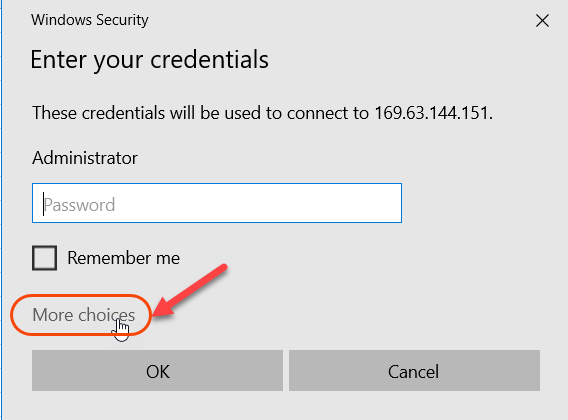 Windows Security
Enter your credentials
These credentials will be used to connect to 169.63.144.151.
Administrator
Password
Remember me
More choices
OK
Cancel